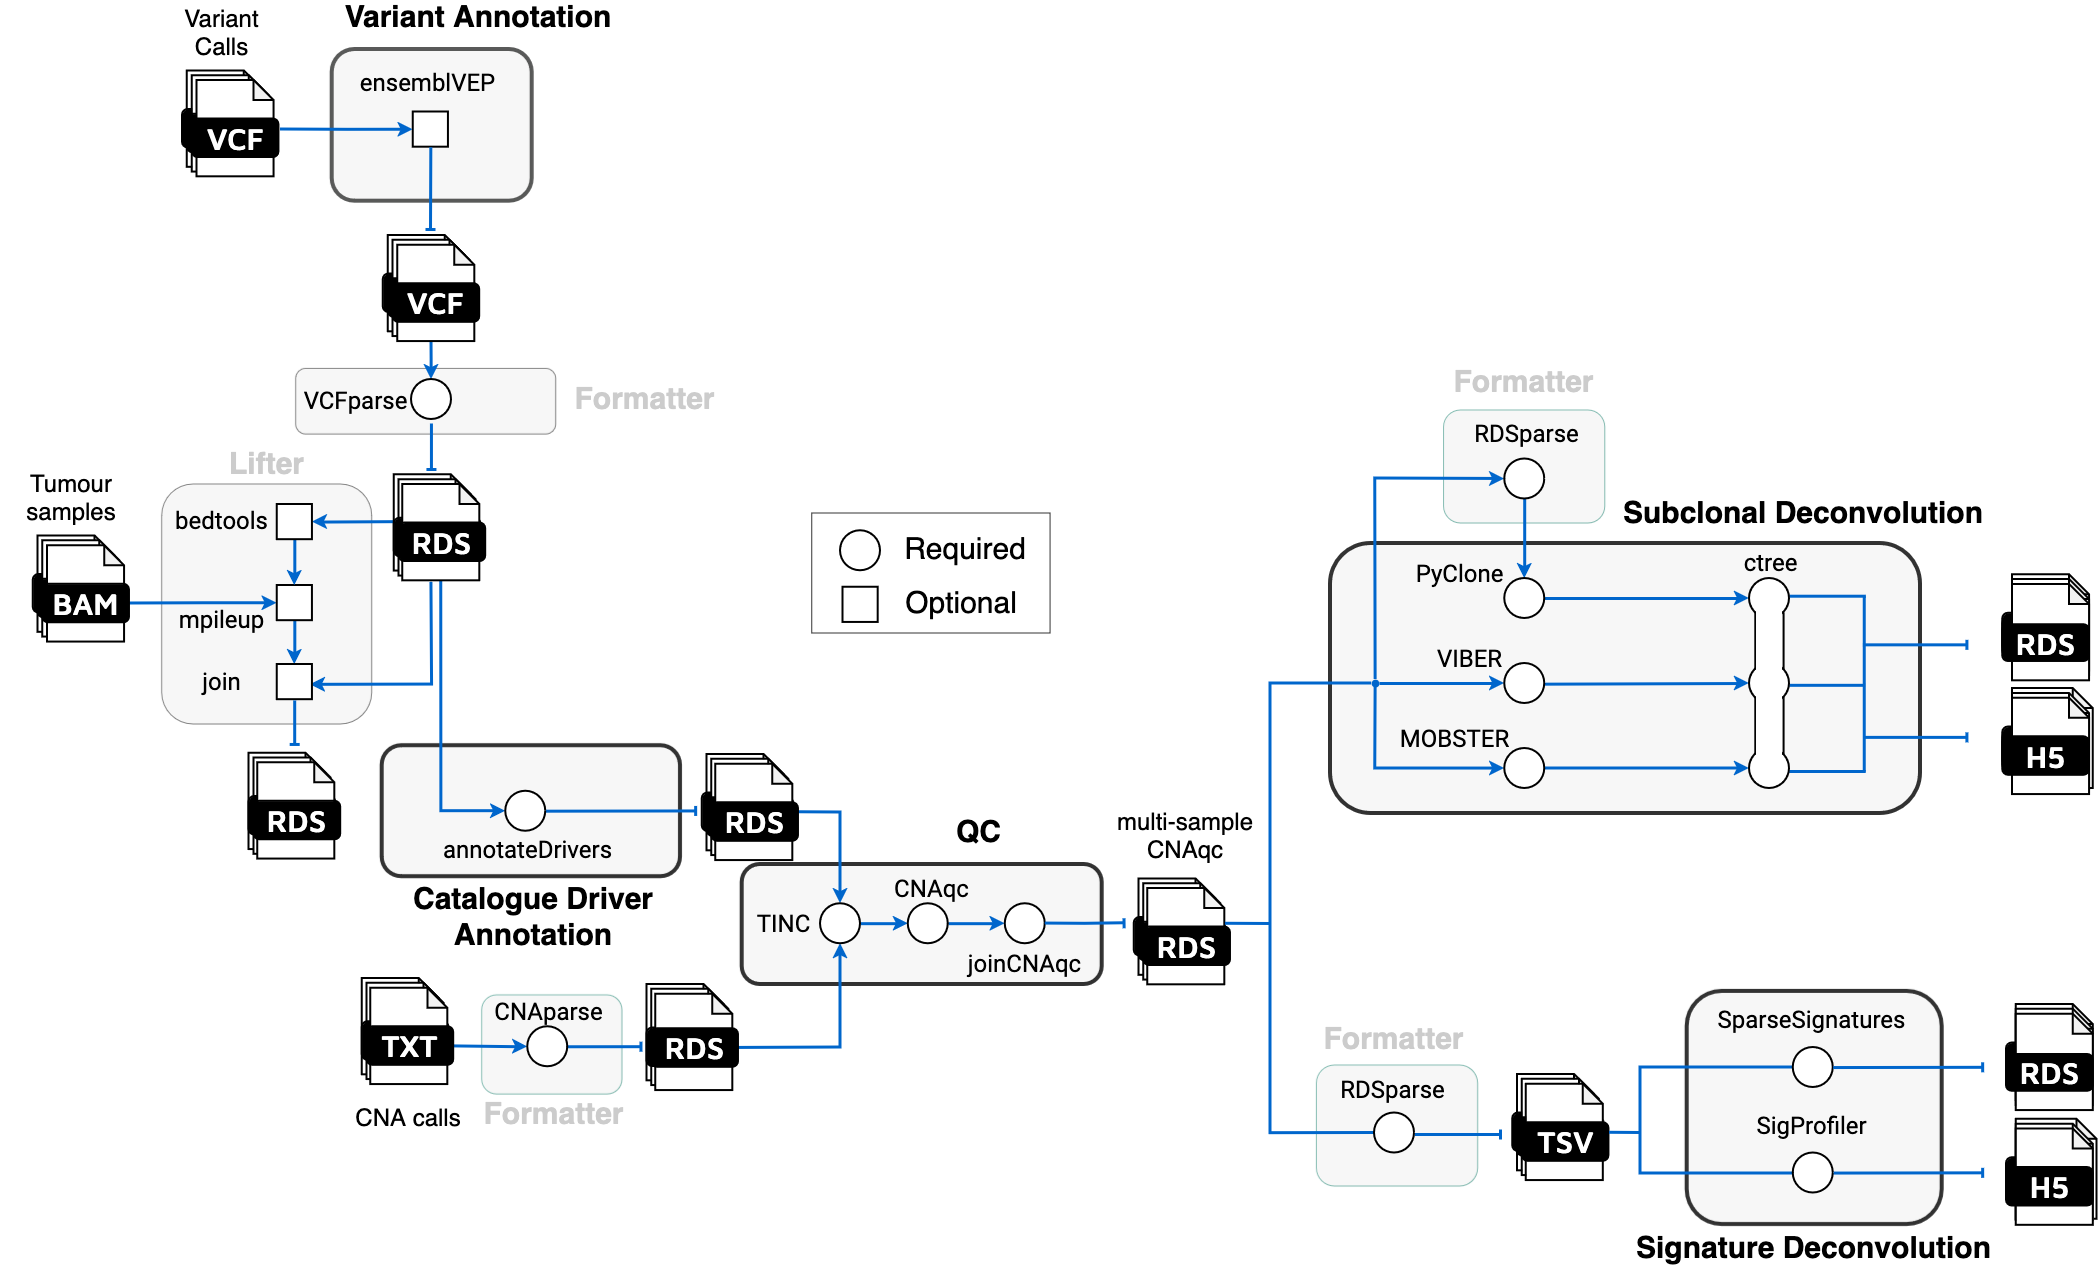 Variant
Calls
Variant Annotation
ensemblVEP
VCF
VCF
VCFparse
Formatter
Lifter
Tumour
samples
bedtools
RDS
BAM
mpileup
join
RDS
Required
Optional
annotateDrivers
RDS
Catalogue Driver
Annotation
QC
CNAqc
TINC
joinCNAqc
multi-sample
CNAqc
RDS
TXT
CNA calls
CNAparse
Formatter
RDS
Formatter
RDSparse
Subclonal Deconvolution
PyClone
ctree
VIBER
MOBSTER
RDS
H5
Formatter
RDSparse
TSV
SparseSignatures
SigProfiler
RDS
H5
Signature Deconvolution